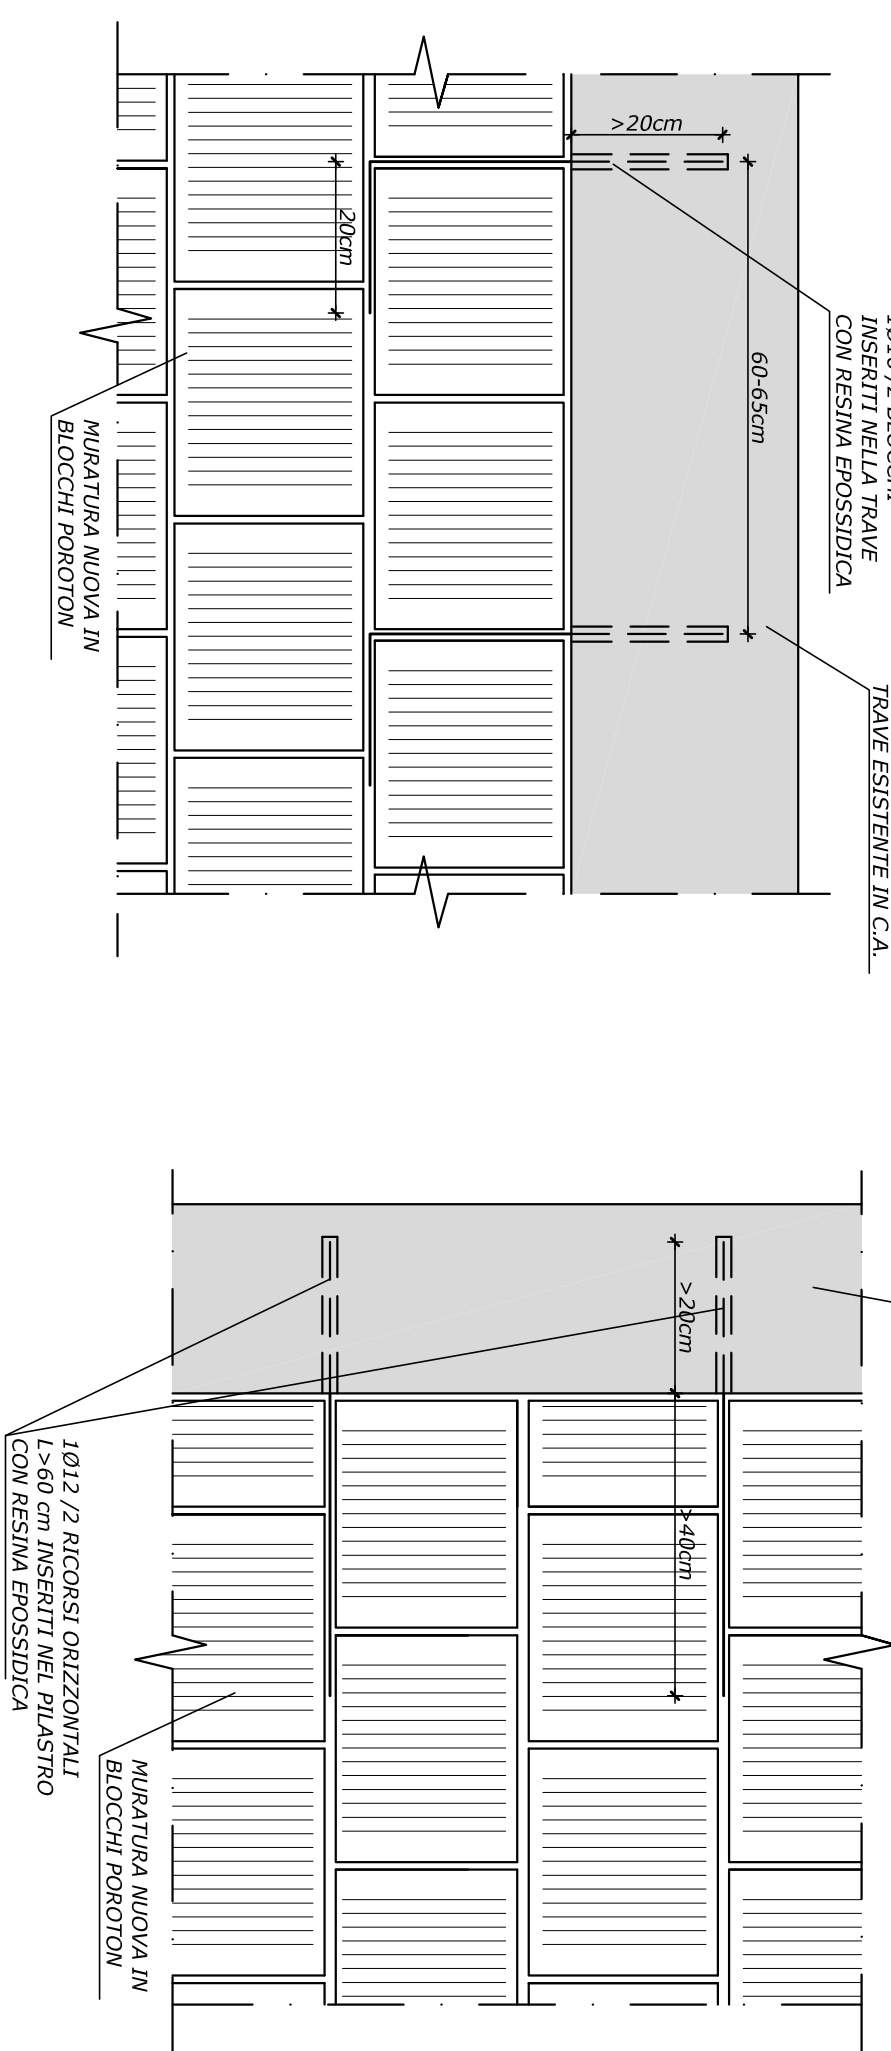 INSERITI NELLA TRAVE
CON RESINA EPOSSIDICA
TRAVE ESISTENTE IN C.A.
>20cm
60-65cm
20cm
MURATURA NUOVA IN
BLOCCHI POROTON
>20cm
>40cm
1Ø12 /2 RICORSI ORIZZONTALI
L>60 cm INSERITI NEL PILASTRO
CON RESINA EPOSSIDICA
MURATURA NUOVA IN
BLOCCHI POROTON